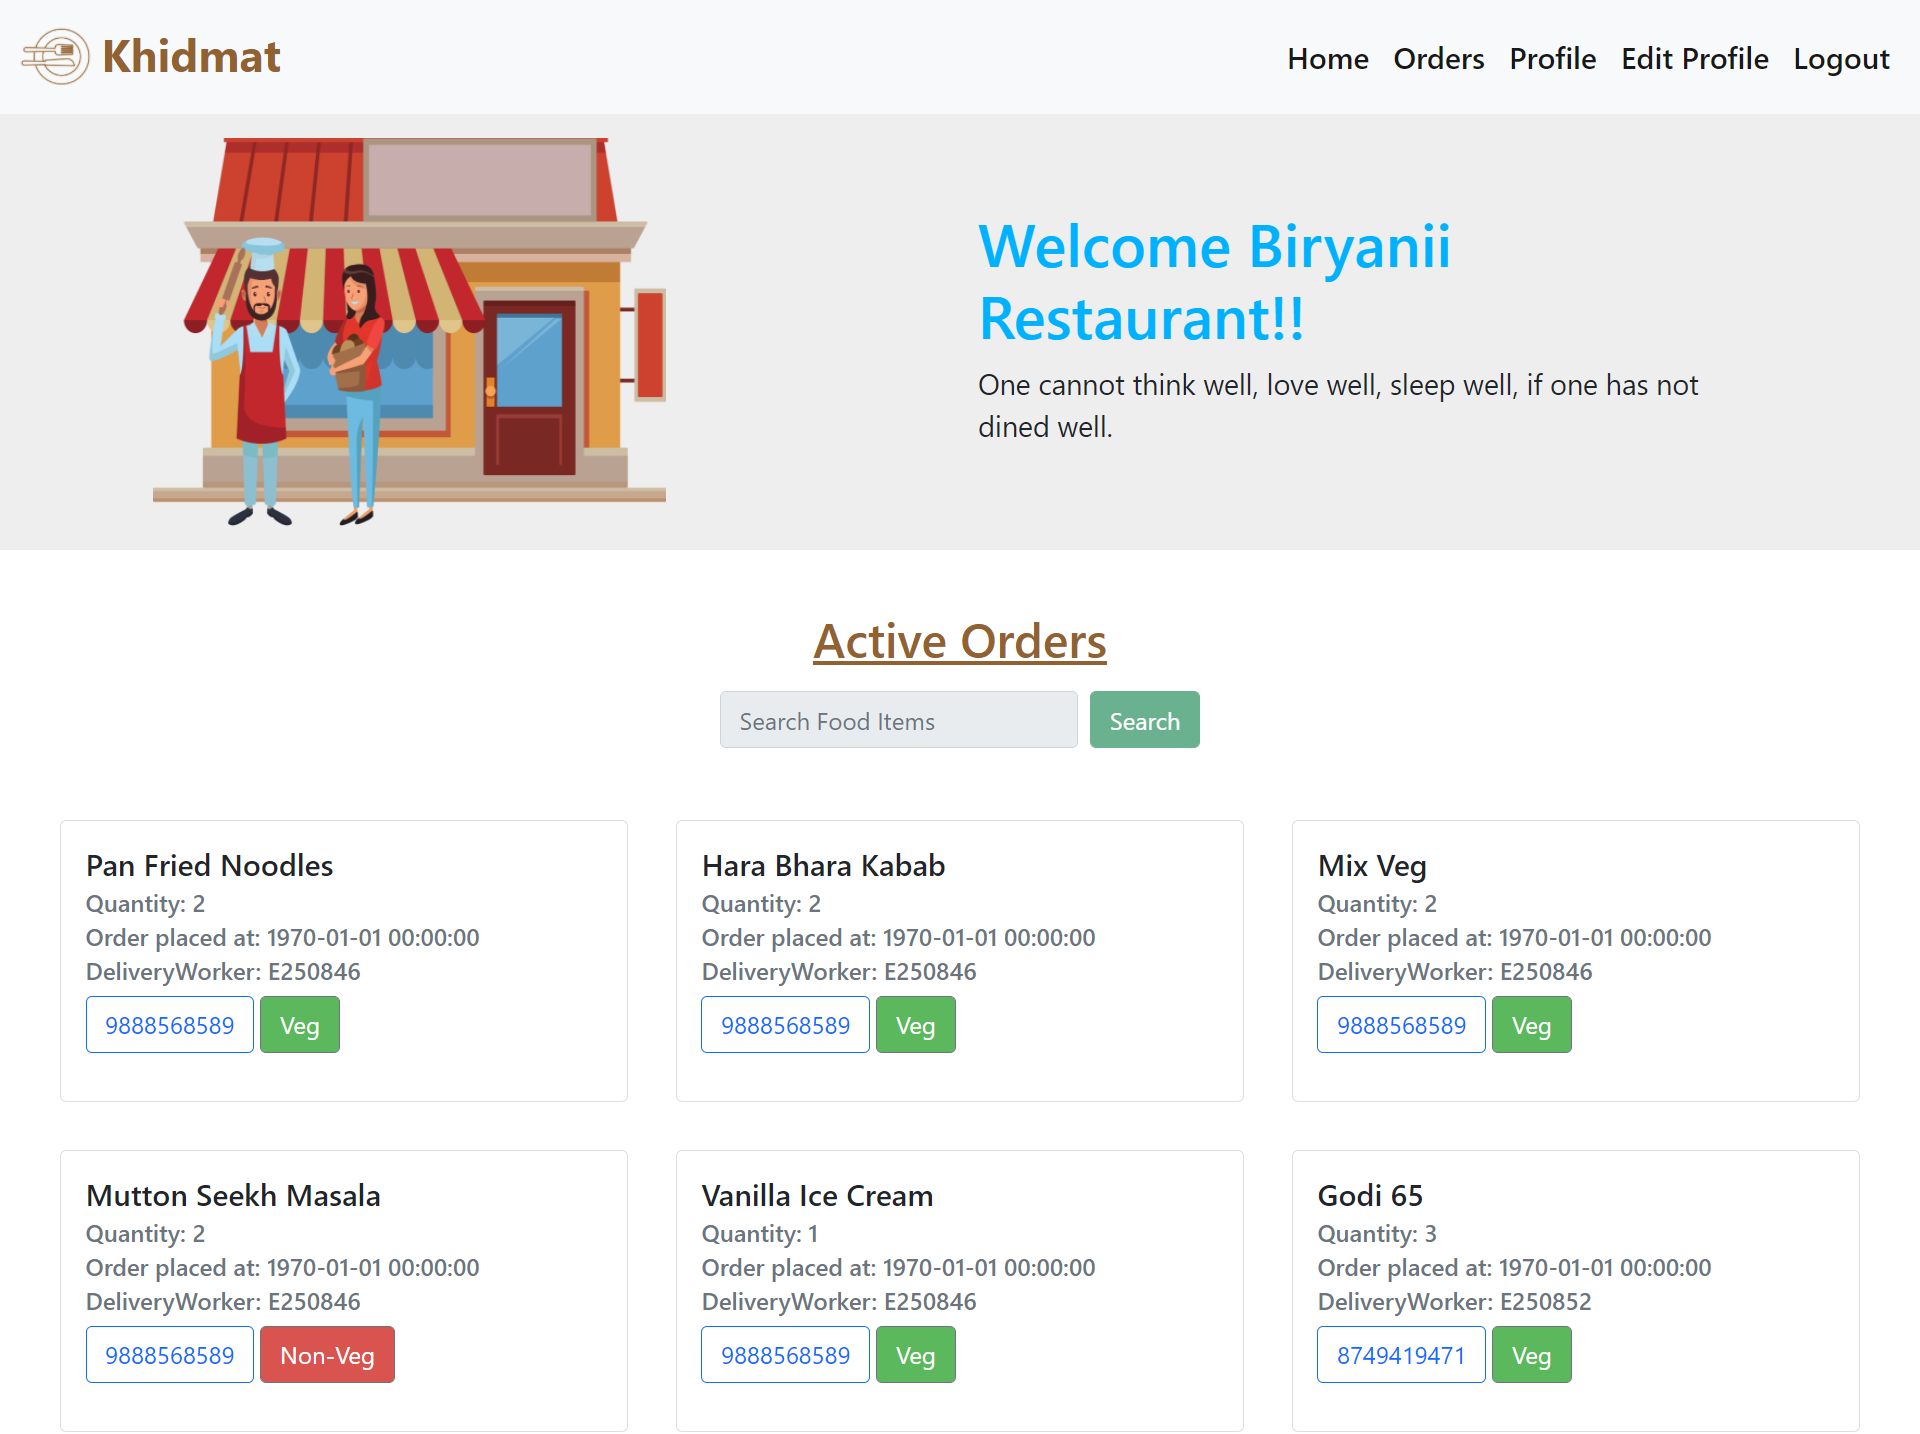 Khidmat
Home Orders Profile Edit Profile Logout
Welcome Biryanii
Restaurant!!
One cannot think well, love well, sleep well, if one has not
dined well.
Active Orders
Search Food Items Search
Pan Fried Noodles
Quantity: 2
Order placed at: 1970-01-01 00:00:00
DeliveryWorker: E250846
9888568589 Veg
Hara Bhara Kabab
Quantity: 2
Order placed at: 1970-01-01 00:00:00
DeliveryWorker: E250846
9888568589 Veg
Mix Veg
Quantity: 2
Order placed at: 1970-01-01 00:00:00
DeliveryWorker: E250846
9888568589 Veg
Mutton Seekh Masala
Quantity: 2
Order placed at: 1970-01-01 00:00:00
DeliveryWorker: E250846
9888568589 Non-Veg
Vanilla Ice Cream
Quantity: 1
Order placed at: 1970-01-01 00:00:00
DeliveryWorker: E250846
9888568589 Veg
Godi 65
Quantity: 3
Order placed at: 1970-01-01 00:00:00
DeliveryWorker: E250852
8749419471 Veg